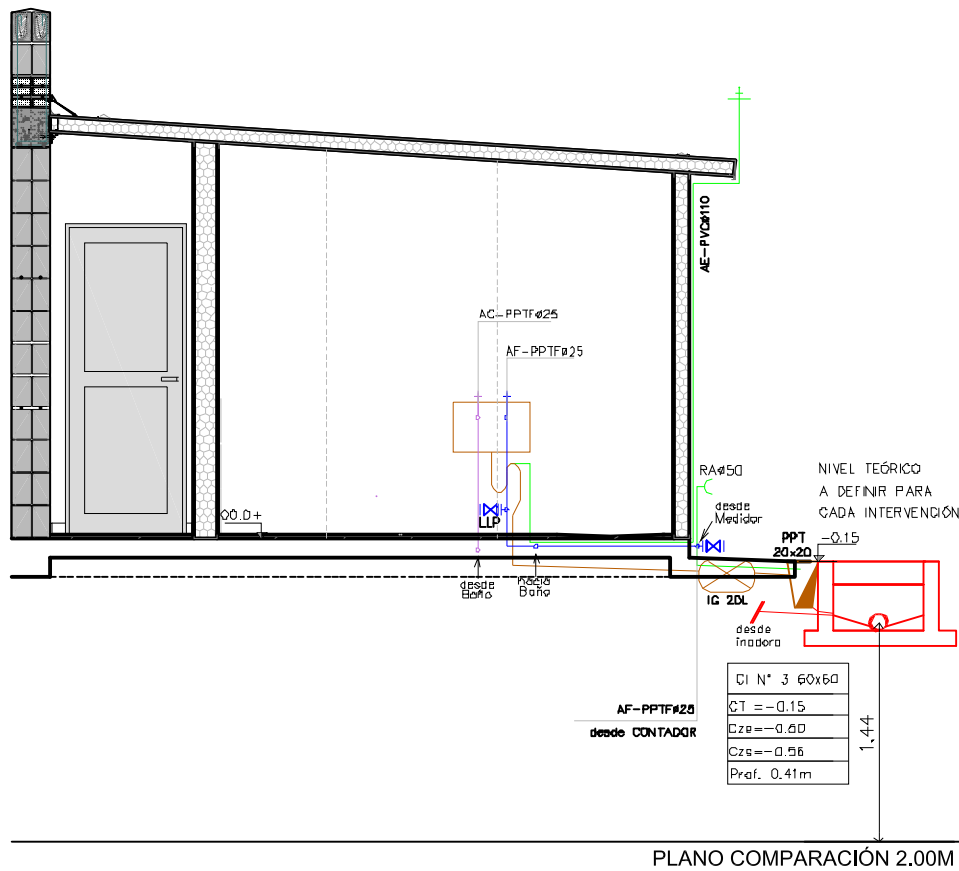 AE-PVCØ110
AC-PPTFØ25
AF-PPTFØ25
RAØ50
NIVEL TEÓRICO
A DEFINIR PARA
CADA INTERVENCIÓN
desde
Medidor
±0.00
LLP
PPT
20x20
-0.15
desde
Baño
hacia
Baño
IG 20L
desde
inodoro
CI N° 3 60x60
CT =-0.15
Cze=-0.60
Czs=-0.56
Prof. 0.41m
AF-PPTFØ25
desde CONTADOR
1.44
PLANO COMPARACIÓN 2.00M